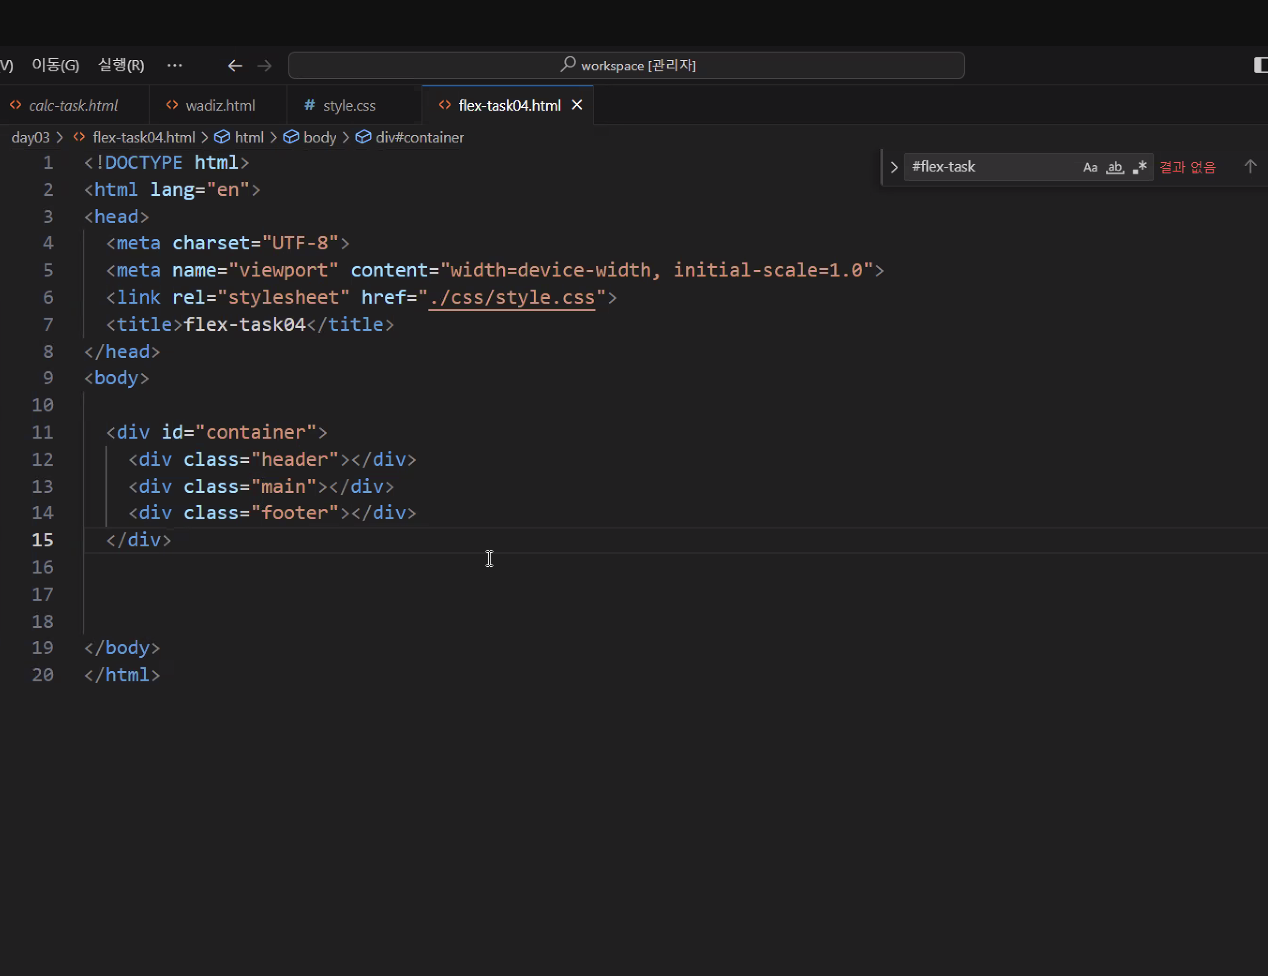 V) 이동(G) 실행(R) ··· ← → workspace [관리자]
<> calc-task.html <> wadiz.html # style.css <> flex-task04.html ×
day03 > <> flex-task04.html > html > body > div#container
#flex-task Aa ab .* 결과 없음 ↑
1 <!DOCTYPE html>
2 <html lang="en">
3 <head>
4 <meta charset="UTF-8">
5 <meta name="viewport" content="width=device-width, initial-scale=1.0">
6 <link rel="stylesheet" href="./css/style.css">
7 <title>flex-task04</title>
8 </head>
9 <body>
10
11 <div id="container">
12 <div class="header"></div>
13 <div class="main"></div>
14 <div class="footer"></div>
15 </div>
16
17
18
19 </body>
20 </html>